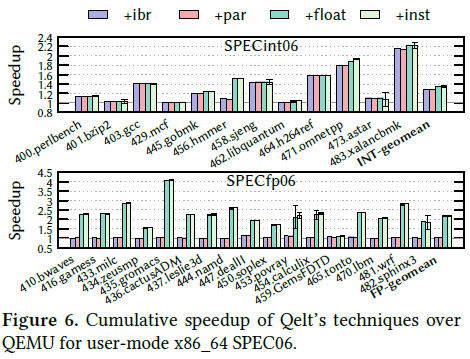 +ibr +par +float +inst
SPECint06
Speedup
2.4
2.2
2
1.8
1.6
1.4
1.2
1
0.8
400.perlbench
401.bzip2
403.gcc
429.mcf
445.gobmk
456.hmmer
458.sjeng
462.libquantum
464.h264ref
471.omnetpp
473.astar
483.xalancbmk
INT-geomean
SPECfp06
Speedup
4.5
4
3.5
3
2.5
2
1.5
1
0.5
410.bwaves
416.gamess
433.milc
434.zeusmp
435.gromacs
436.cactusADM
437.leslie3d
444.namd
447.dealII
450.soplex
453.povray
454.calculix
459.GemsFDTD
465.tonto
470.lbm
481.wrf
482.sphinx3
FP-geomean
Figure 6. Cumulative speedup of Qelt's techniques over
QEMU for user-mode x86_64 SPEC06.